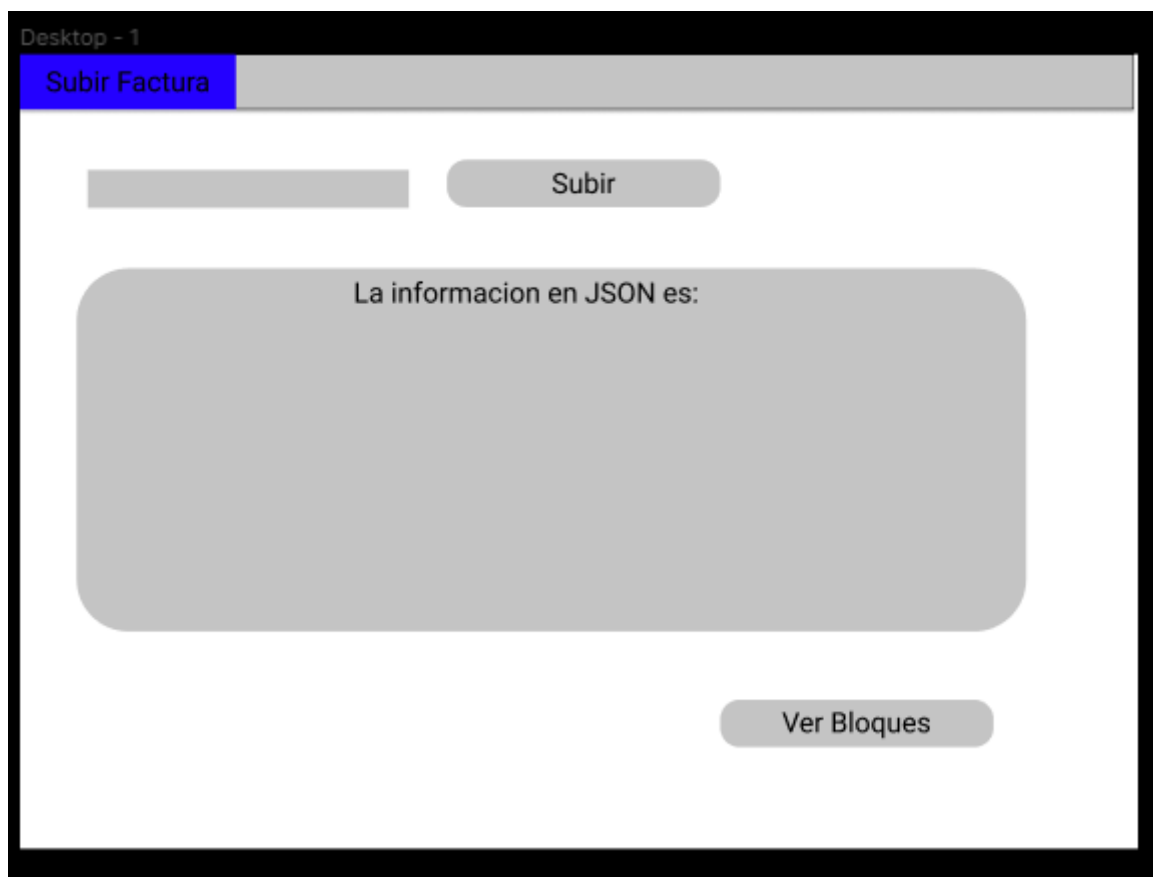 Desktop - 1
Subir Factura
Subir
La informacion en JSON es:
Ver Bloques